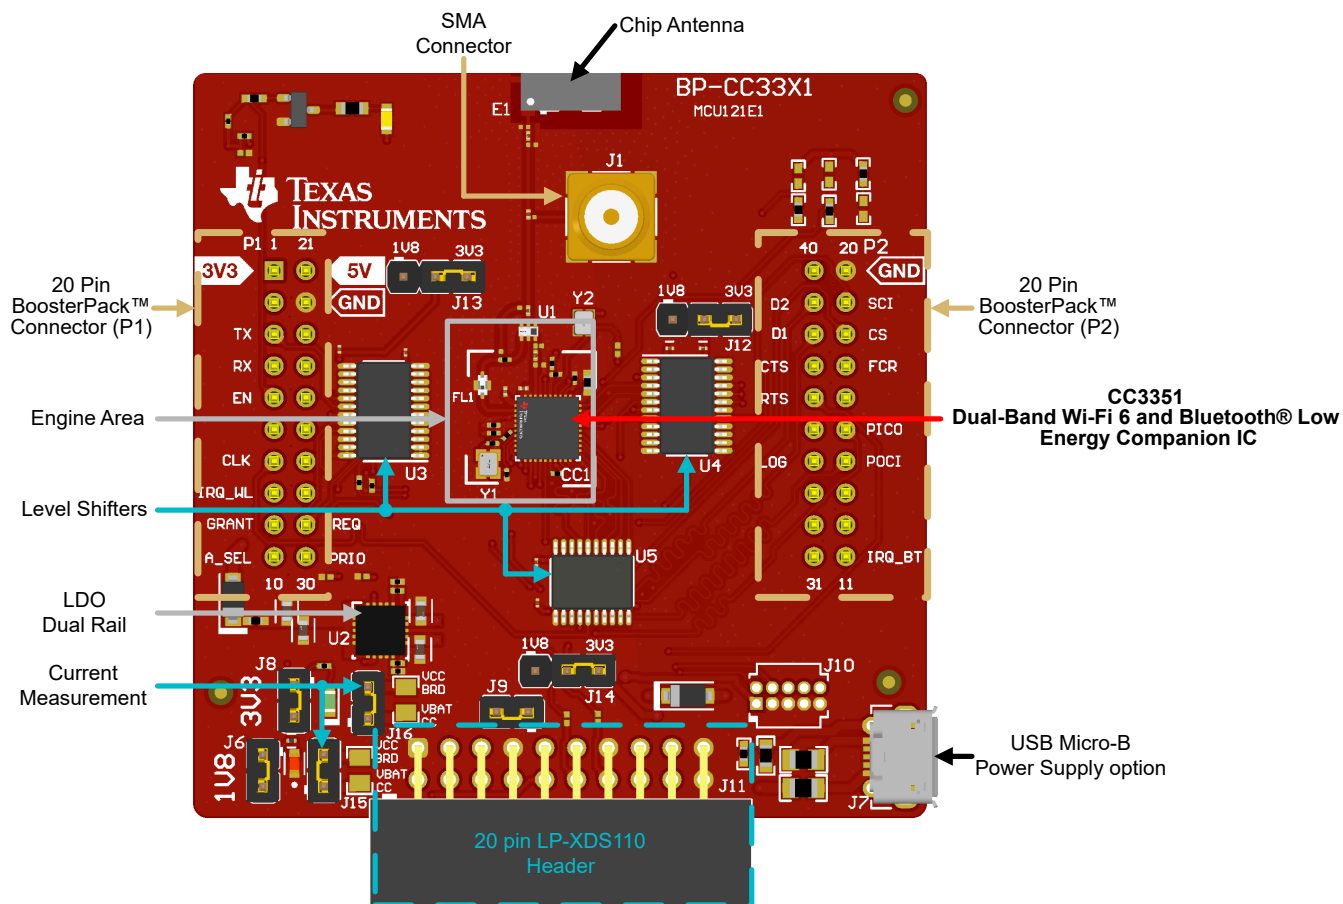 SMA
Connector
Chip Antenna
E1
BP-CC33X1
MCU121E1
J1
TEXAS
INSTRUMENTS
P1 1 21
3V3
5V
GND
1V8 3V3
J13
40 20 P2
GND
20 Pin
BoosterPack™
Connector (P1)
20 Pin
BoosterPack™
Connector (P2)
TX
RX
EN
CLK
IRQ_WL
GRANT
A_SEL
REQ
PRIO
10 30
U1
Y2
1V8 3V3
J12
D2
D1
CTS
RTS
LOG
SCI
CS
FCR
PICO
POCI
IRQ_BT
31 11
FL1
Engine Area
CC3351
Dual-Band Wi-Fi 6 and Bluetooth® Low
Energy Companion IC
U3
Y1
CC1
U4
Level Shifters
U5
LDO
Dual Rail
U2
Current
Measurement
J8
3V3
VCC
BRD
VBAT
CC
J16
J6
1V8
VCC
BRD
VBAT
CC
J15
1V8 3V3
J14
J9
J10
J11
J7
USB Micro-B
Power Supply option
20 pin LP-XDS110
Header